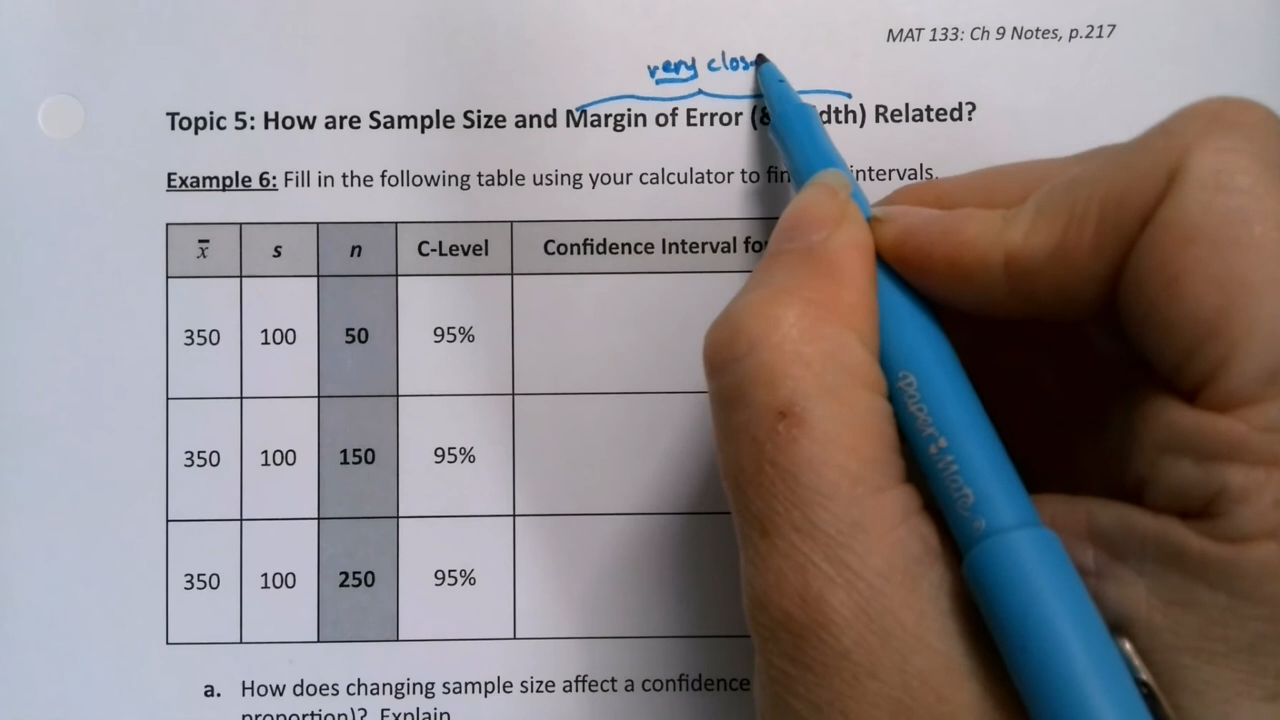 MAT 133: Ch 9 Notes, p.217
very clos
Topic 5: How are Sample Size and Margin of Error (& dth) Related?
Example 6: Fill in the following table using your calculator to fin intervals.
x̄ s n C-Level Confidence Interval fo
350 100 50 95%
350 100 150 95%
350 100 250 95%
a. How does changing sample size affect a confidence
proportion)? Explain
Paper Mate